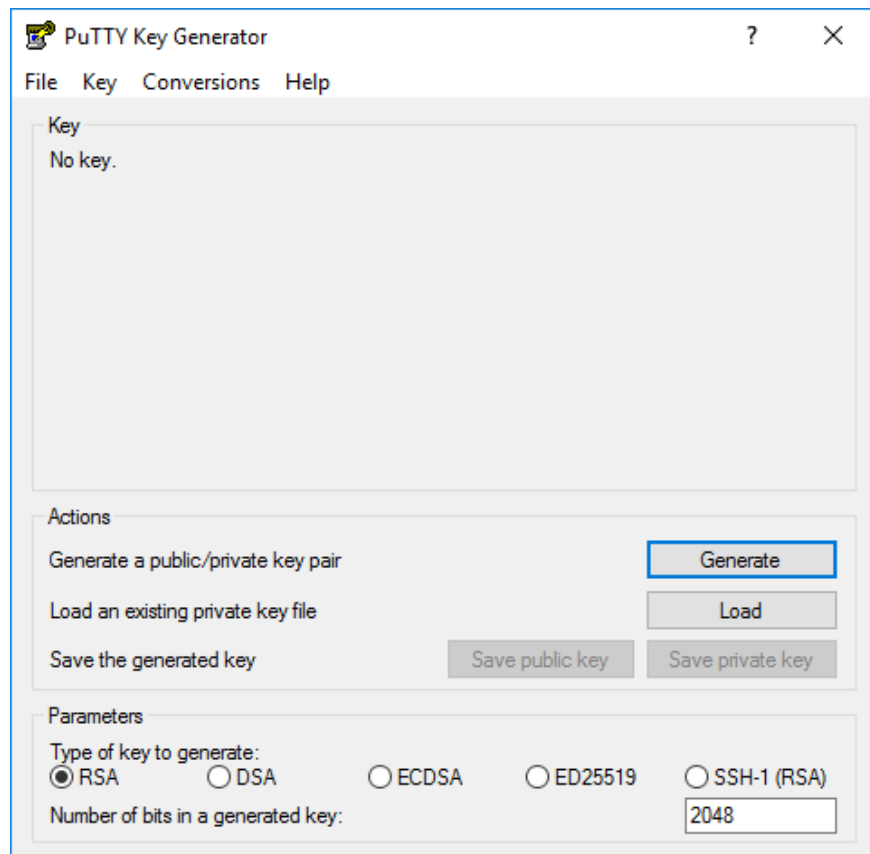 PuTTY Key Generator ?
File Key Conversions Help
Key
No key.
Actions
Generate a public/private key pair Generate
Load an existing private key file Load
Save the generated key Save public key Save private key
Parameters
Type of key to generate:
RSA DSA ECDSA ED25519 SSH-1 (RSA)
Number of bits in a generated key: 2048